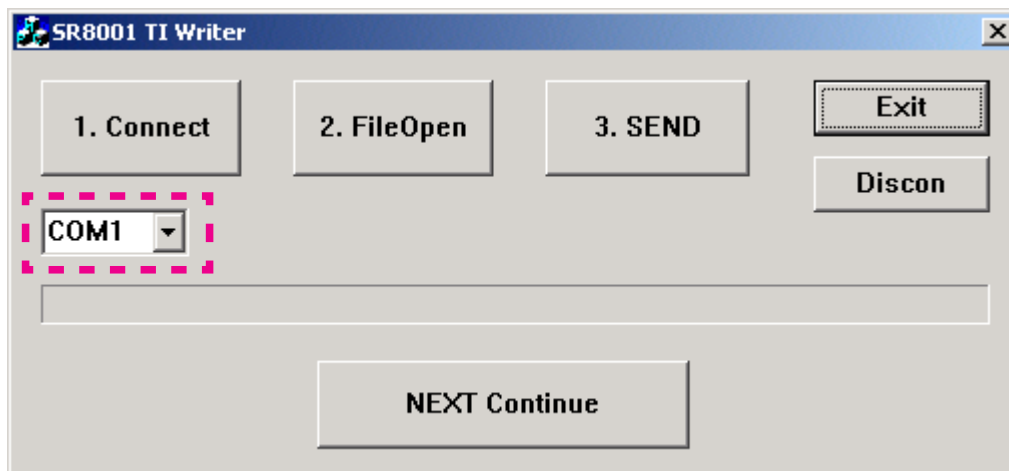 SR8001 TI Writer
1. Connect
2. FileOpen
3. SEND
Exit
Discon
COM1
NEXT Continue